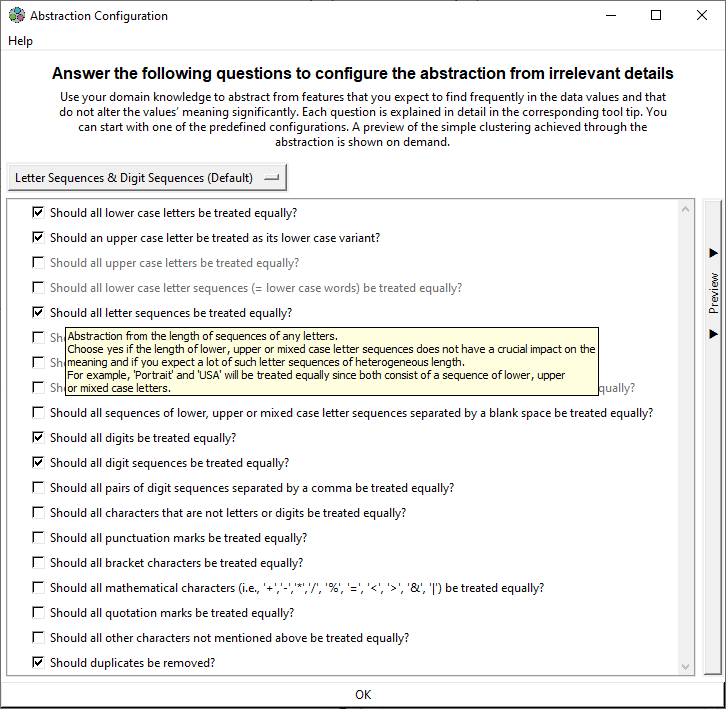 Abstraction Configuration
Help
Answer the following questions to configure the abstraction from irrelevant details
Use your domain knowledge to abstract from features that you expect to find frequently in the data values and that
do not alter the values' meaning significantly. Each question is explained in detail in the corresponding tool tip. You
can start with one of the predefined configurations. A preview of the simple clustering achieved through the
abstraction is shown on demand.
Letter Sequences & Digit Sequences (Default)
Should all lower case letters be treated equally?
Should an upper case letter be treated as its lower case variant?
Should all upper case letters be treated equally?
Should all lower case letter sequences (= lower case words) be treated equally?
Should all letter sequences be treated equally?
Abstraction from the length of sequences of any letters.
Choose yes if the length of lower, upper or mixed case letter sequences does not have a crucial impact on the
meaning and if you expect a lot of such letter sequences of heterogeneous length.
For example, 'Portrait' and 'USA' will be treated equally since both consist of a sequence of lower, upper
or mixed case letters.
Should all sequences of lower, upper or mixed case letter sequences separated by a blank space be treated equally?
Should all digits be treated equally?
Should all digit sequences be treated equally?
Should all pairs of digit sequences separated by a comma be treated equally?
Should all characters that are not letters or digits be treated equally?
Should all punctuation marks be treated equally?
Should all bracket characters be treated equally?
Should all mathematical characters (i.e., '+','-','*','/', '%', '=', '<', '>', '&', '|') be treated equally?
Should all quotation marks be treated equally?
Should all other characters not mentioned above be treated equally?
Should duplicates be removed?
Preview
OK